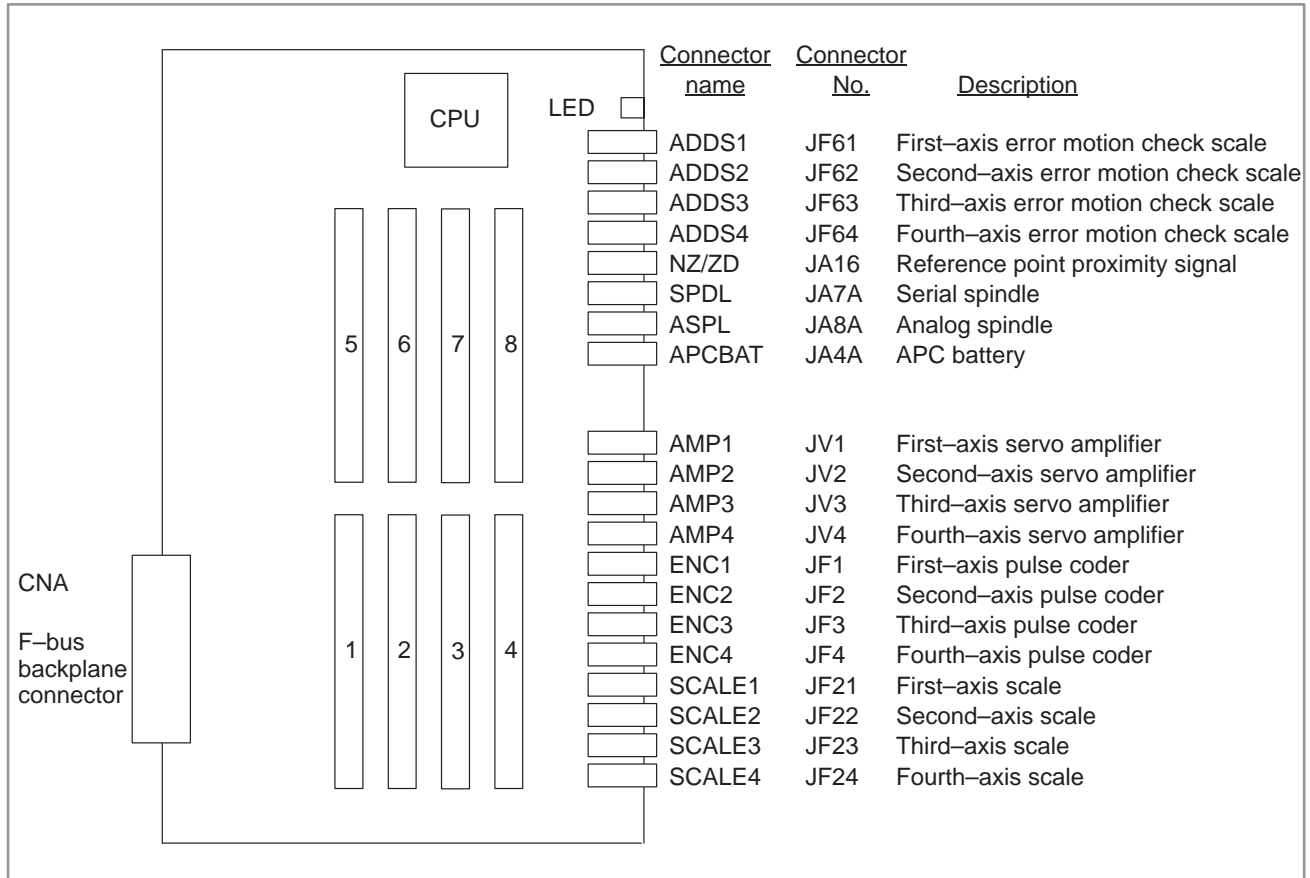 Connector name Connector No. Description
CPU
LED
ADDS1 JF61 First–axis error motion check scale
ADDS2 JF62 Second–axis error motion check scale
ADDS3 JF63 Third–axis error motion check scale
ADDS4 JF64 Fourth–axis error motion check scale
NZ/ZD JA16 Reference point proximity signal
SPDL JA7A Serial spindle
ASPL JA8A Analog spindle
APCBAT JA4A APC battery
5 6 7 8
AMP1 JV1 First–axis servo amplifier
AMP2 JV2 Second–axis servo amplifier
AMP3 JV3 Third–axis servo amplifier
AMP4 JV4 Fourth–axis servo amplifier
ENC1 JF1 First–axis pulse coder
ENC2 JF2 Second–axis pulse coder
ENC3 JF3 Third–axis pulse coder
ENC4 JF4 Fourth–axis pulse coder
SCALE1 JF21 First–axis scale
SCALE2 JF22 Second–axis scale
SCALE3 JF23 Third–axis scale
SCALE4 JF24 Fourth–axis scale
1 2 3 4
CNA
F–bus
backplane
connector